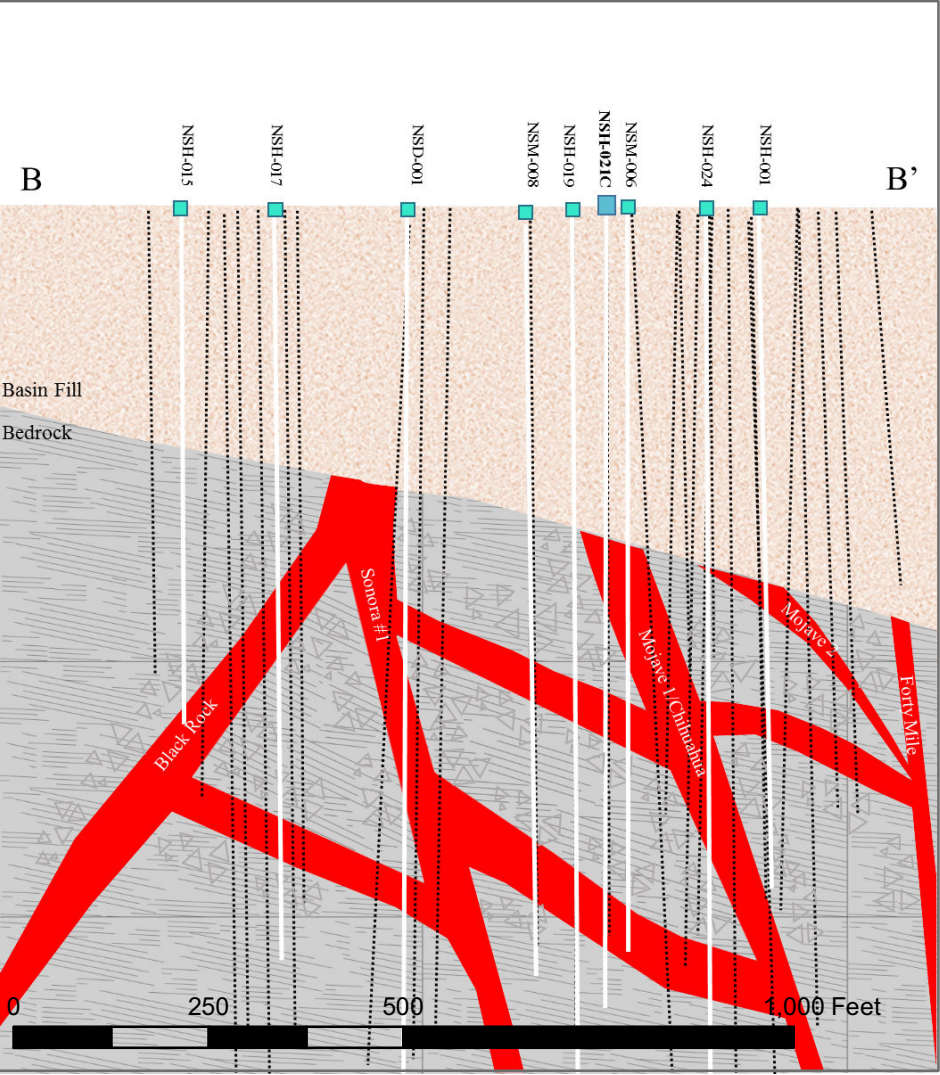 B
NSH-015
NSH-017
NSD-001
NSM-008
NSH-019
NSH-021C
NSM-006
NSH-024
NSH-001
B’
Basin Fill
Bedrock
Sonora #1
Black Rock
Mojave 1/Chihuahua
Mojave 2
Forty Mile
0 250 500 1,000 Feet